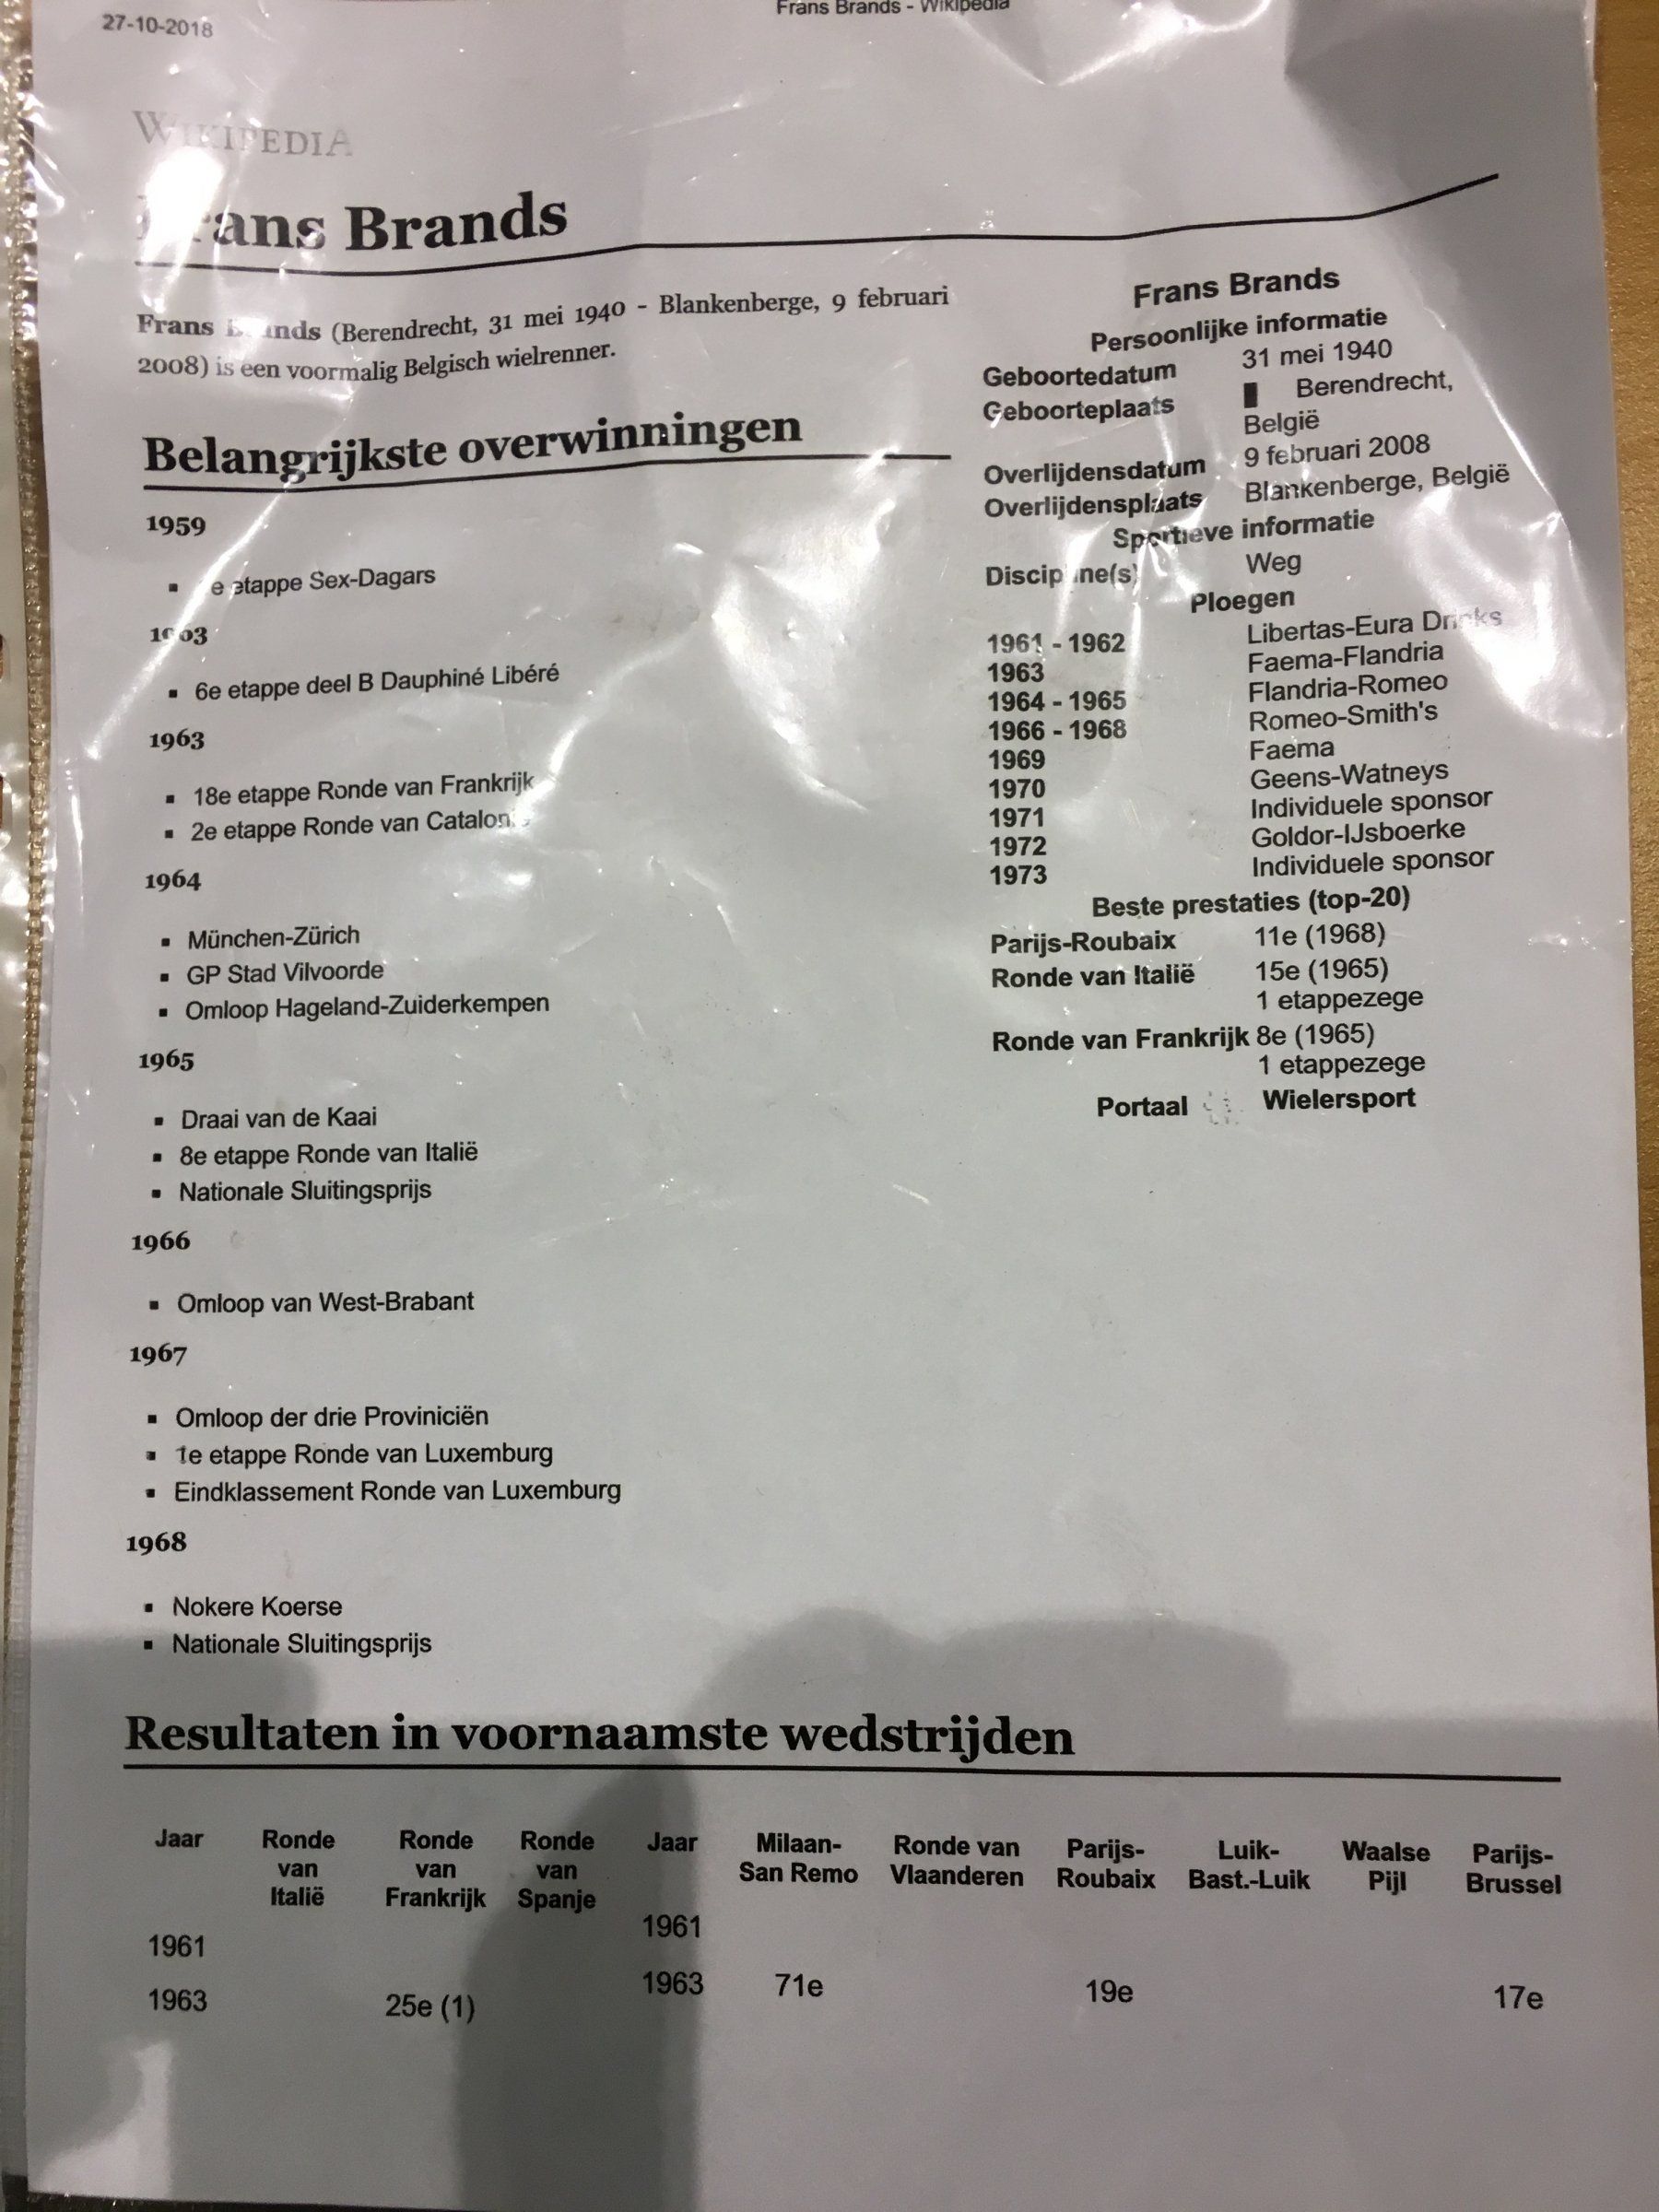 27-10-2018
Frans Brands - Wikipedia
WIKIPEDIA
Frans Brands
Frans Brands (Berendrecht, 31 mei 1940 - Blankenberge, 9 februari
2008) is een voormalig Belgisch wielrenner.
Belangrijkste overwinningen
1959
etappe Sex-Dagars
6e etappe deel B Dauphiné Libéré
1963
18e etappe Ronde van Frankrijk
2e etappe Ronde van
1964
München-Zürich
GP Stad Vilvoorde
Omloop Hageland-Zuiderkempen
1965
Draai van de Kaai
8e etappe Ronde van Italië
Nationale Sluitingsprijs
1966
Omloop van West-Brabant
1967
Omloop der drie Proviniciën
1e etappe Ronde van Luxemburg
Eindklassement Ronde van Luxemburg
1968
Nokere Koerse
Nationale Sluitingsprijs
Frans Brands
Persoonlijke informatie
Geboortedatum 31 mei 1940
Geboorteplaats Berendrecht,
België
Overlijdensdatum 9 februari 2008
Overlijdensplaats Blankenberge, België
Sportieve informatie
Discipline(s) Weg
Ploegen
1961 - 1962 Libertas-Eura Drinks
1963 Faema-Flandria
1964 - 1965 Flandria-Romeo
1966 - 1968 Romeo-Smith's
1969 Faema
1970 Geens-Watneys
1971 Individuele sponsor
1972 Goldor-IJsboerke
1973 Individuele sponsor
Beste prestaties (top-20)
Parijs-Roubaix 11e (1968)
Ronde van Italië 15e (1965)
1 etappezege
Ronde van Frankrijk 8e (1965)
1 etappezege
Portaal Wielersport
Resultaten in voornaamste wedstrijden
Jaar Ronde van Italië Ronde van Frankrijk Ronde van Spanje
1961
1963 25e (1)
Jaar Milaan-San Remo Ronde van Vlaanderen Parijs-Roubaix Luik-Bast.-Luik Waalse Pijl Parijs-Brussel
1961
1963 71e 19e 17e